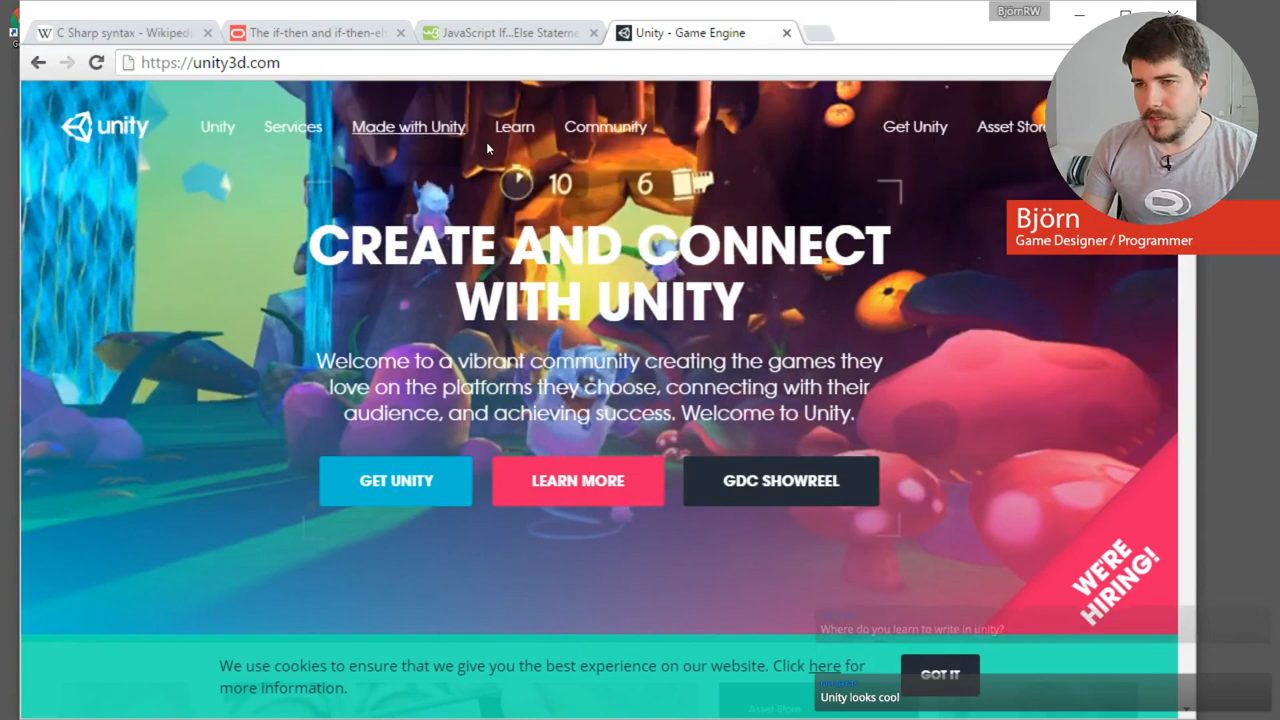 BjornRW
C Sharp syntax - Wikiped
The if-then and if-then-el
JavaScript If...Else Stateme
Unity - Game Engine
https://unity3d.com
unity
Unity
Services
Made with Unity
Learn
Community
Get Unity
Asset Store
10
6
Björn
Game Designer / Programmer
CREATE AND CONNECT
WITH UNITY
Welcome to a vibrant community creating the games they
love on the platforms they choose, connecting with their
audience, and achieving success. Welcome to Unity.
GET UNITY
LEARN MORE
GDC SHOWREEL
WE'RE
HIRING!
Where do you learn to write in unity?
We use cookies to ensure that we give you the best experience on our website. Click here for
more information.
GOT IT
Unity looks cool
Asset Store